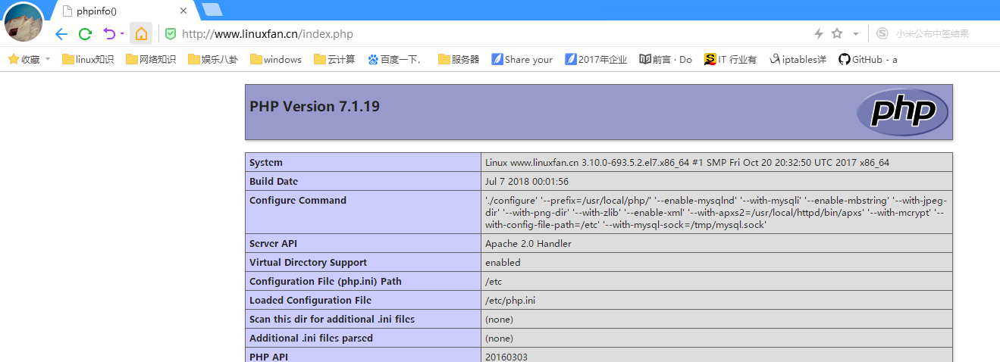 phpinfo()
http://www.linuxfan.cn/index.php
小米公布中签结果
收藏 linux知识 网络知识 娱乐八卦 windows 云计算 百度一下, 服务器 Share your 2017年企业 前言 · Do IT 行业有 iptables详 GitHub - a
PHP Version 7.1.19
php
System Linux www.linuxfan.cn 3.10.0-693.5.2.el7.x86_64 #1 SMP Fri Oct 20 20:32:50 UTC 2017 x86_64
Build Date Jul 7 2018 00:01:56
Configure Command './configure' '--prefix=/usr/local/php/' '--enable-mysqlnd' '--with-mysqli' '--enable-mbstring' '--with-jpeg-
dir' '--with-png-dir' '--with-zlib' '--enable-xml' '--with-apxs2=/usr/local/httpd/bin/apxs' '--with-mcrypt' '--
with-config-file-path=/etc' '--with-mysql-sock=/tmp/mysql.sock'
Server API Apache 2.0 Handler
Virtual Directory Support enabled
Configuration File (php.ini) Path /etc
Loaded Configuration File /etc/php.ini
Scan this dir for additional .ini files (none)
Additional .ini files parsed (none)
PHP API 20160303